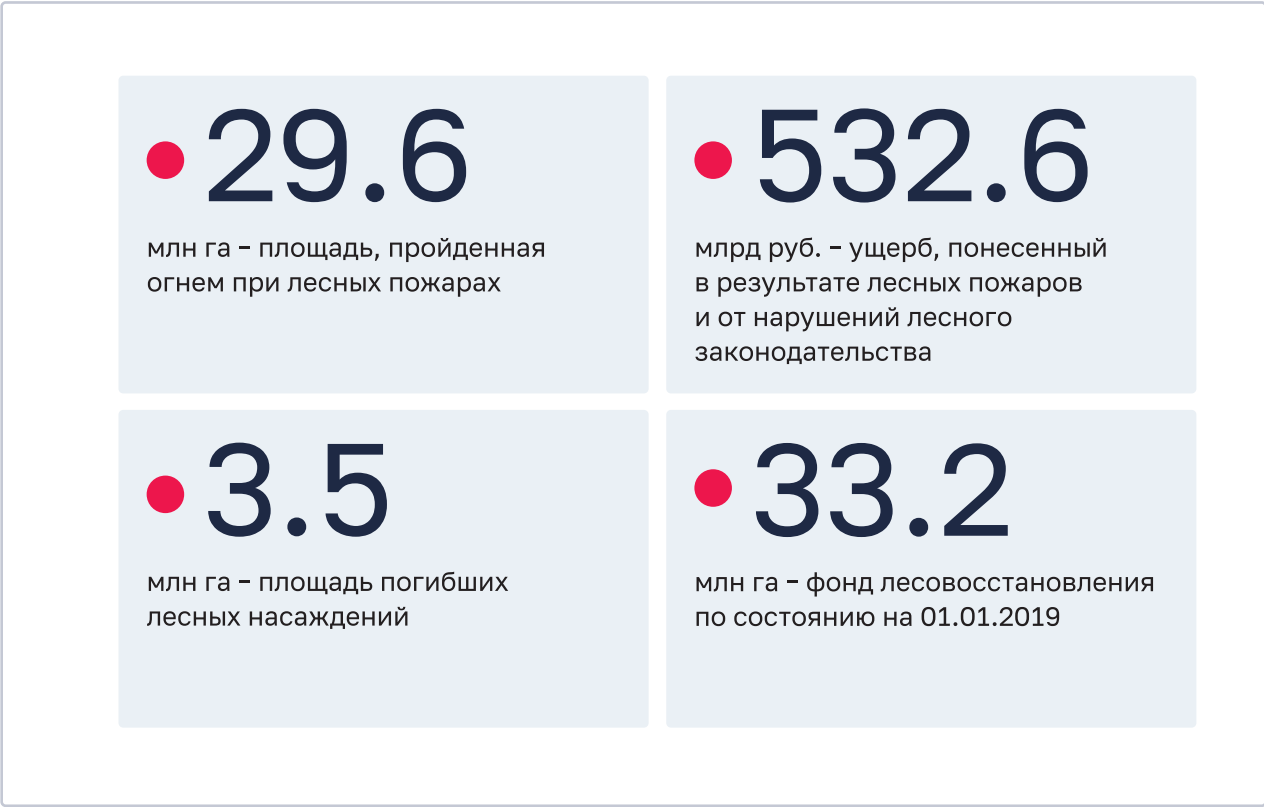 29.6
млн га – площадь, пройденная
огнем при лесных пожарах
532.6
млрд руб. – ущерб, понесенный
в результате лесных пожаров
и от нарушений лесного
законодательства
3.5
млн га – площадь погибших
лесных насаждений
33.2
млн га – фонд лесовосстановления
по состоянию на 01.01.2019